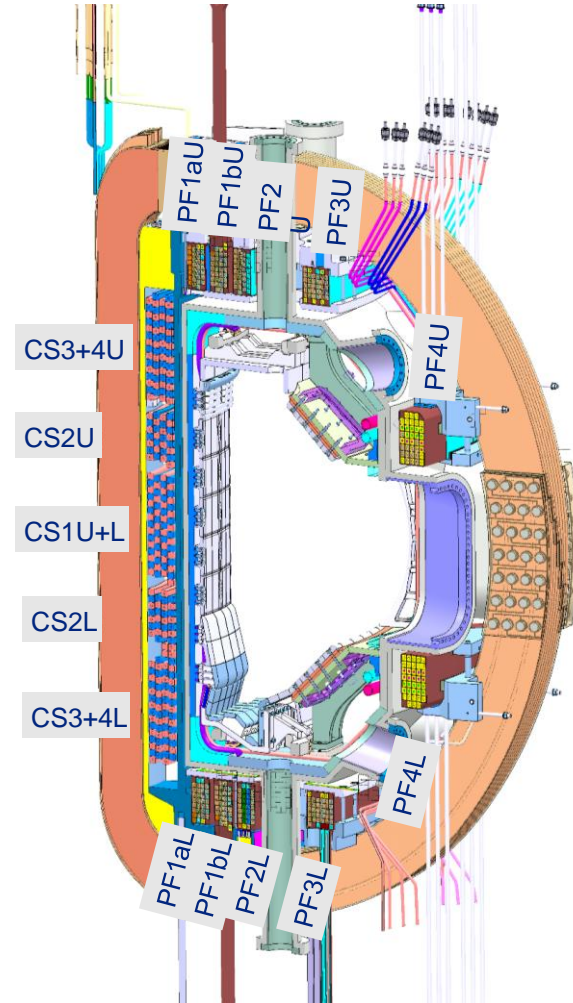 PF1aU
PF1bU
PF2
U
PF3U
PF4U
CS3+4U
CS2U
CS1U+L
CS2L
CS3+4L
PF4L
PF1aL
PF1bL
PF2L
PF3L